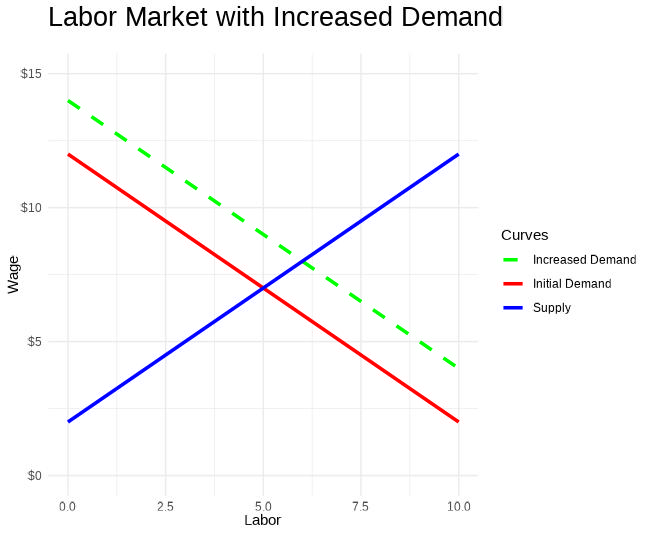 Labor Market with Increased Demand
$15
$10
$5
$0
Wage
0.0 2.5 5.0 7.5 10.0
Labor
Curves
Increased Demand
Initial Demand
Supply